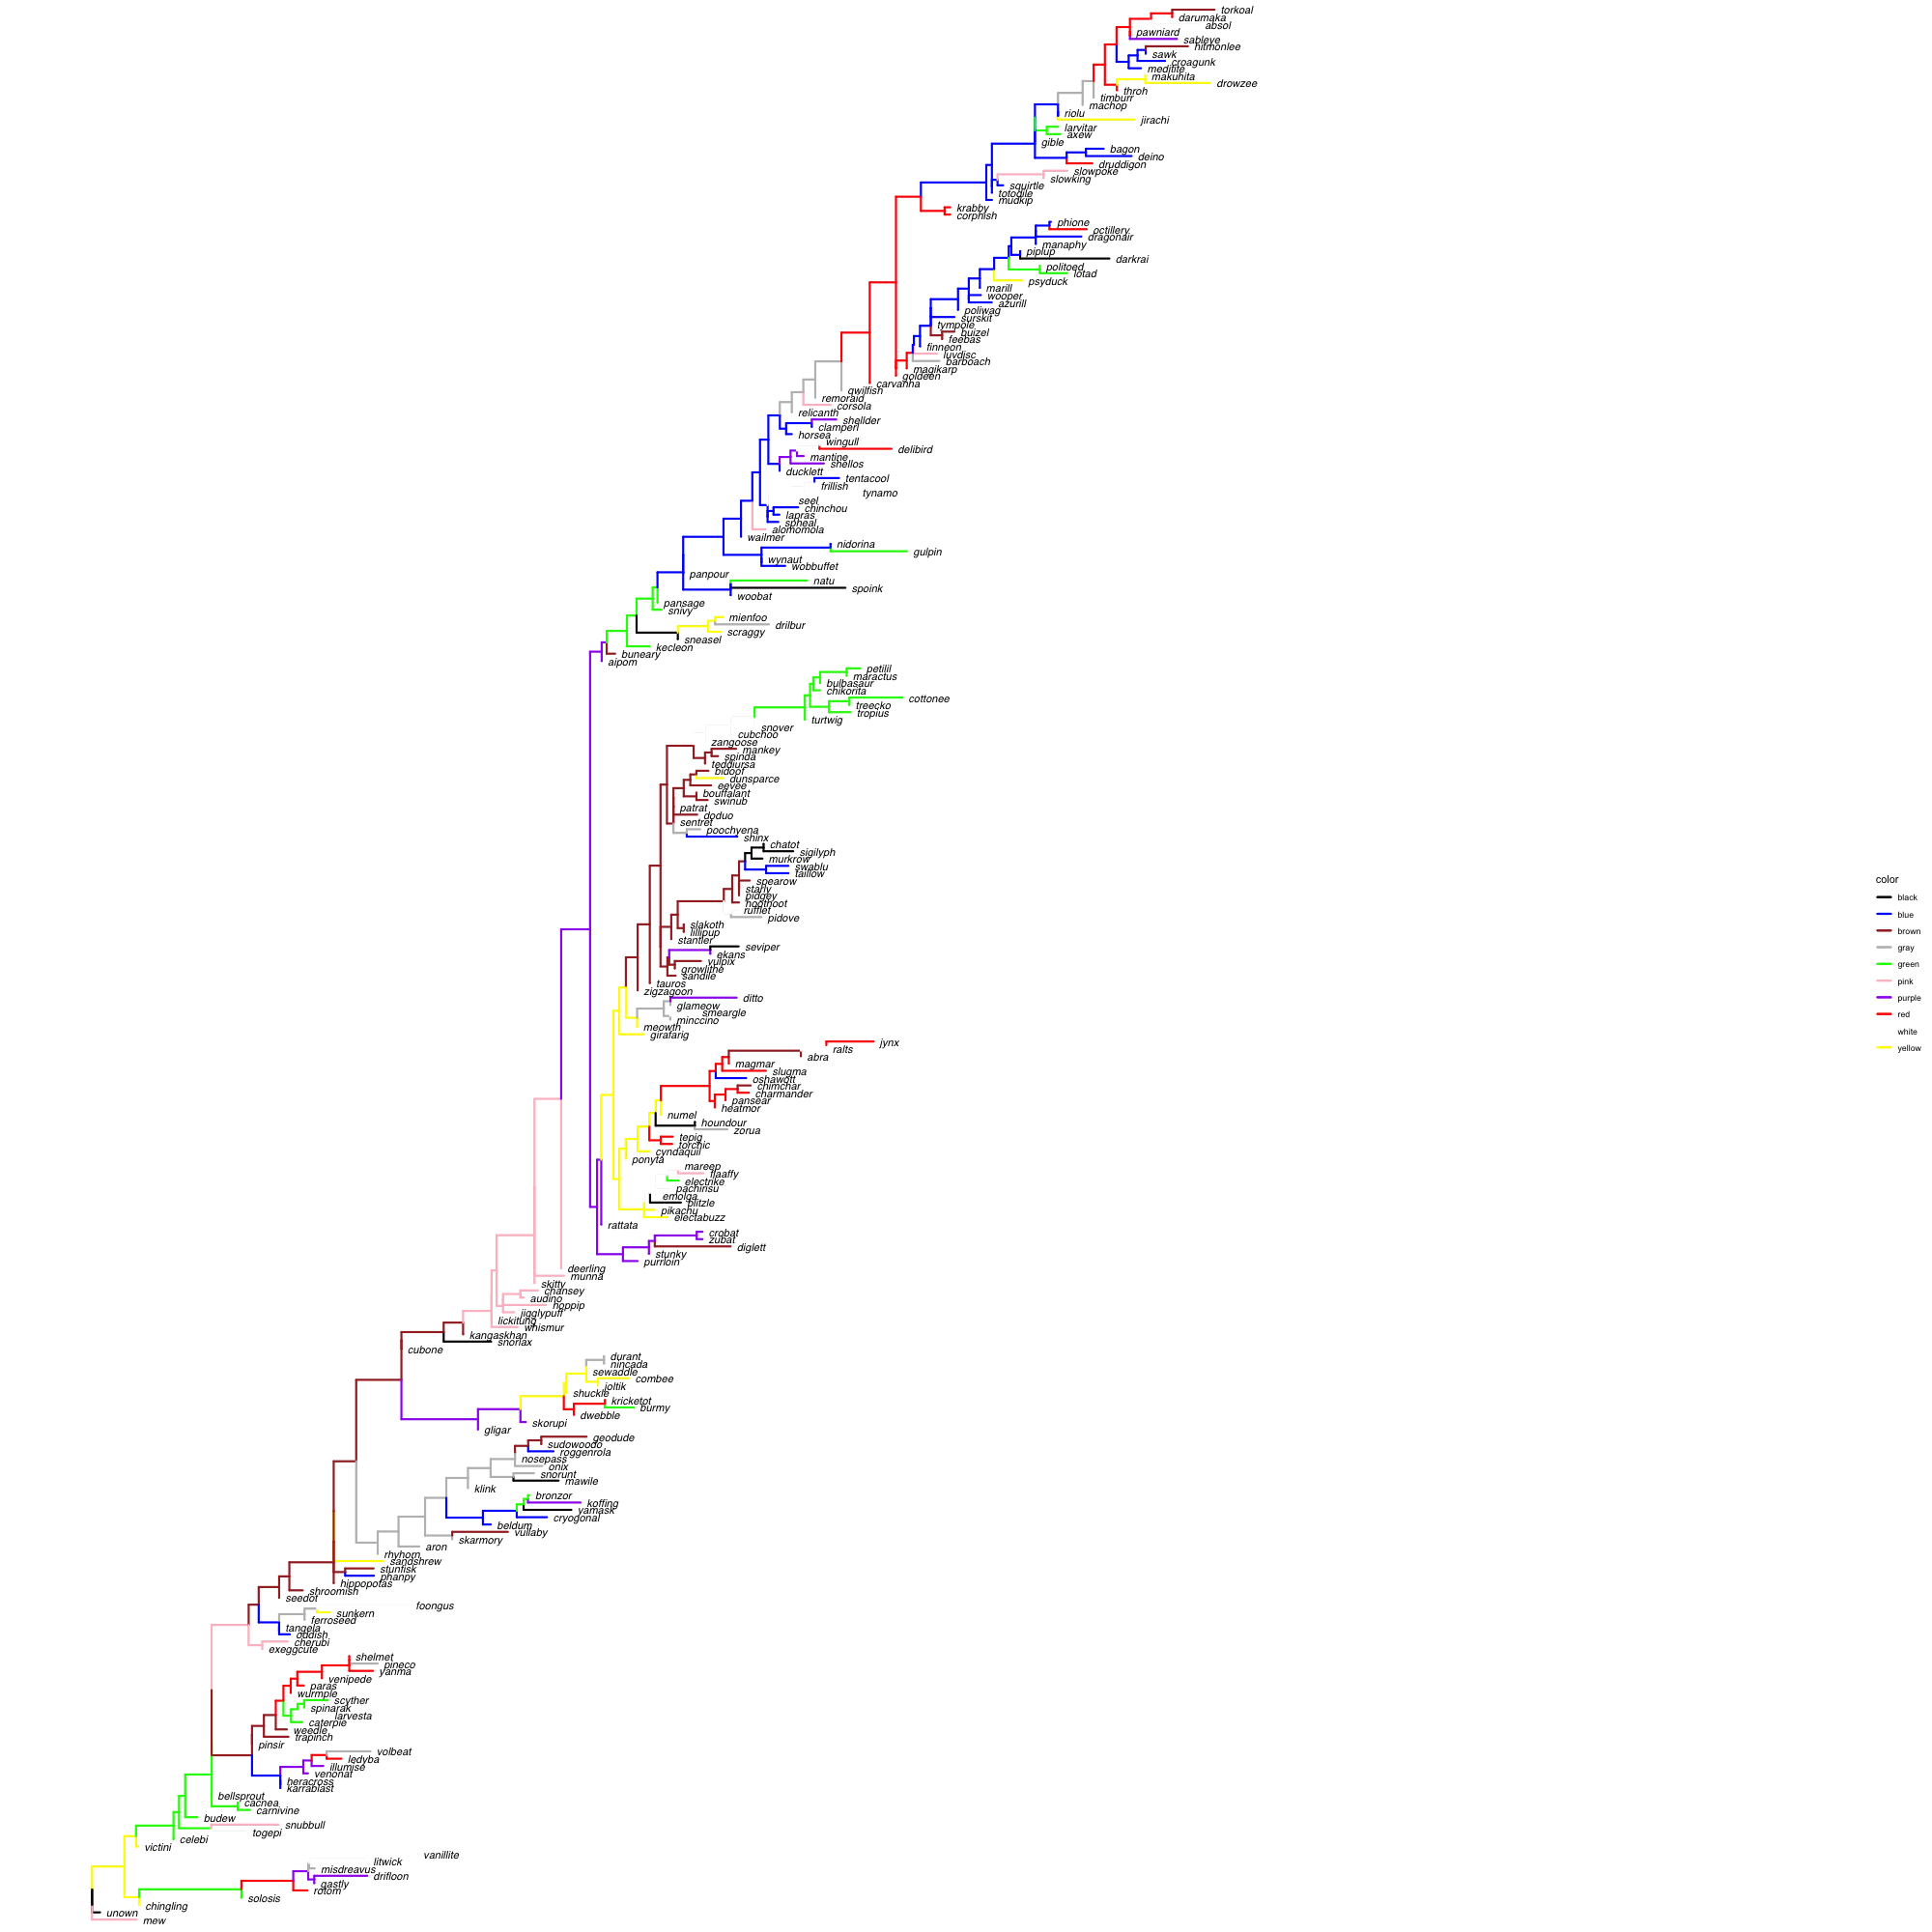 torkoal
darumaka
absol
pawniard
sableye
hitmonlee
sawk
croagunk
meditite
makuhita
drowzee
throh
timburr
machop
riolu
jirachi
larvitar
axew
gible
bagon
deino
druddigon
slowpoke
slowking
squirtle
totodile
mudkip
krabby
corphish
phione
octillery
dragonair
manaphy
piplup
darkrai
politoed
lotad
psyduck
marill
wooper
azurill
poliwag
surskit
tympole
buizel
feebas
finneon
luvdisc
barboach
magikarp
goldeen
carvanha
qwilfish
remoraid
corsola
relicanth
shellder
clamperl
horsea
wingull
delibird
mantine
shellos
ducklett
tentacool
frillish
tynamo
seel
chinchou
lapras
spheal
alomomola
wailmer
nidorina
gulpin
wynaut
wobbuffet
panpour
natu
spoink
woobat
pansage
snivy
mienfoo
drilbur
scraggy
sneasel
kecleon
buneary
aipom
petilil
maractus
bulbasaur
chikorita
cottonee
treecko
tropius
turtwig
snover
cubchoo
zangoose
mankey
spinda
teddiursa
bidoof
dunsparce
eevee
bouffalant
swinub
patrat
doduo
sentret
poochyena
shinx
chatot
sigilyph
murkrow
swablu
taillow
spearow
starly
pidgey
hoothoot
rufflet
pidove
slakoth
lillipup
stantler
seviper
ekans
vulpix
growlithe
sandile
tauros
zigzagoon
ditto
glameow
smeargle
minccino
meowth
girafarig
jynx
ralts
abra
magmar
slugma
oshawott
chimchar
charmander
pansear
heatmor
numel
houndour
zorua
tepig
torchic
cyndaquil
ponyta
mareep
flaaffy
electrike
pachirisu
emolga
blitzle
pikachu
electabuzz
rattata
crobat
zubat
diglett
stunky
purrloin
deerling
munna
skitty
chansey
audino
hoppip
jigglypuff
lickitung
whismur
kangaskhan
snorlax
cubone
durant
nincada
sewaddle
combee
joltik
shuckle
kricketot
burmy
dwebble
skorupi
gligar
geodude
sudowoodo
roggenrola
nosepass
onix
snorunt
mawile
klink
bronzor
koffing
yamask
cryogonal
beldum
vullaby
skarmory
aron
rhyhorn
sandshrew
stunfisk
phanpy
hippopotas
shroomish
seedot
foongus
sunkern
ferroseed
tangela
oddish
cherubi
exeggcute
shelmet
pineco
yanma
venipede
paras
wurmple
scyther
spinarak
larvesta
caterpie
weedle
trapinch
pinsir
volbeat
ledyba
illumise
venonat
heracross
karrablast
bellsprout
cacnea
carnivine
budew
snubbull
togepi
celebi
victini
vanillite
litwick
misdreavus
drifloon
gastly
rotom
solosis
chingling
unown
mew
color
black
blue
brown
gray
green
pink
purple
red
white
yellow